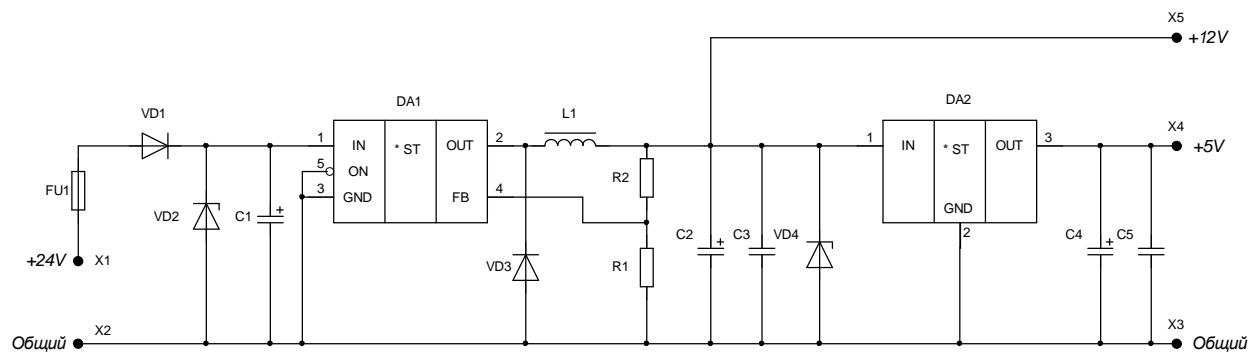 X5
+12V
VD1
DA1
L1
DA2
X4
1
IN
* ST
OUT
2
1
IN
* ST
OUT
3
+5V
5
ON
R2
FU1
3
GND
FB
4
GND
VD2
C1
+
2
C2
+
C3
VD4
C4
+
C5
+24V
X1
VD3
R1
Общий
X2
X3
Общий